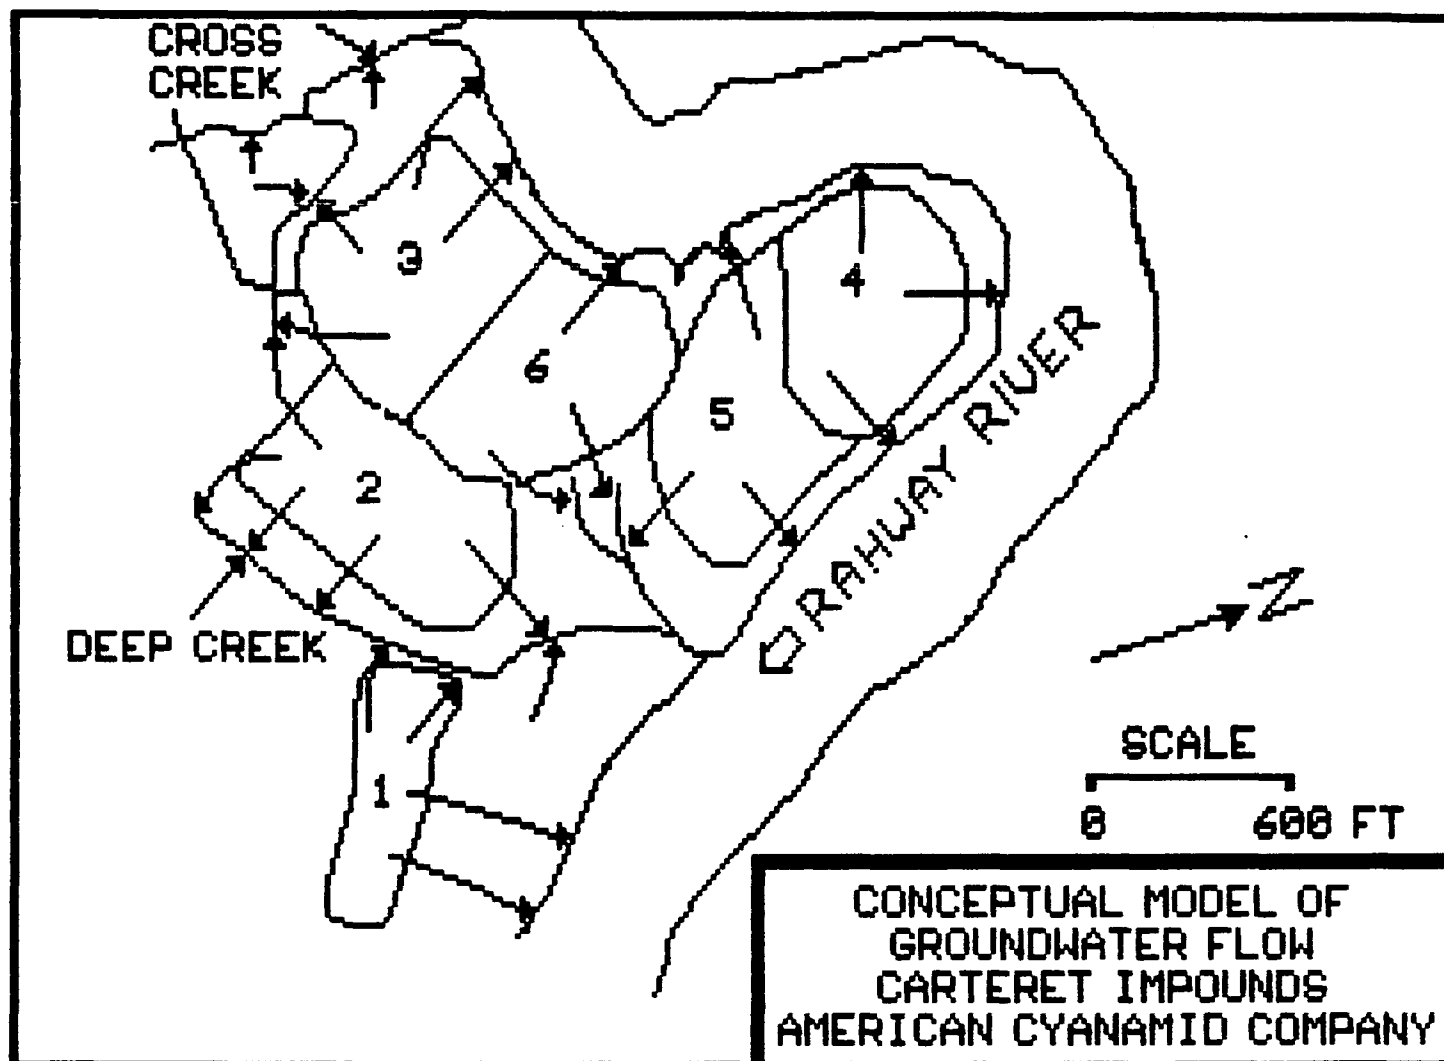 CROSS
CREEK
3
4
6
5
2
RAHWAY RIVER
N
DEEP CREEK
1
SCALE
0 600 FT
CONCEPTUAL MODEL OF
GROUNDWATER FLOW
CARTERET IMPOUNDS
AMERICAN CYANAMID COMPANY